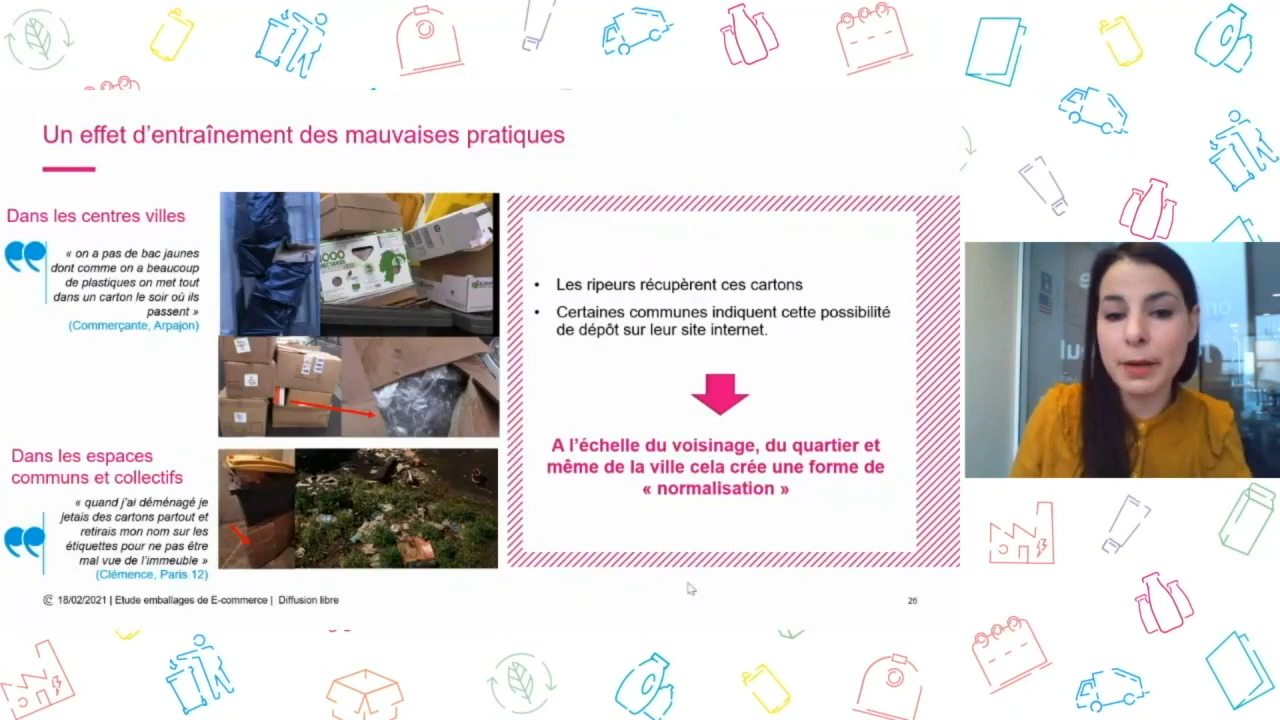 Un effet d'entraînement des mauvaises pratiques
Dans les centres villes
« on a pas de bac jaunes
dont comme on a beaucoup
de plastiques on met tout
dans un carton le soir où ils
passent »
(Commerçante, Arpajon)
Dans les espaces
communs et collectifs
« quand j'ai déménagé je
jetais des cartons partout et
retirais mon nom sur les
étiquettes pour ne pas être
mal vue de l'immeuble »
(Clémence, Paris 12)
• Les ripeurs récupèrent ces cartons
• Certaines communes indiquent cette possibilité
de dépôt sur leur site internet.
A l'échelle du voisinage, du quartier et
même de la ville cela crée une forme de
« normalisation »
18/02/2021 | Etude emballages de E-commerce | Diffusion libre
26